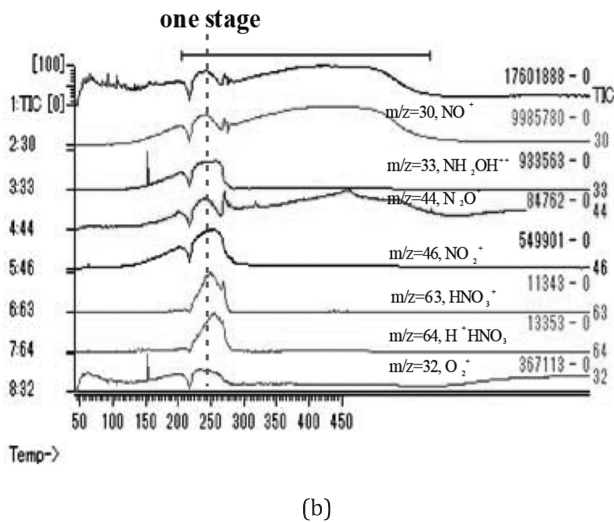 one stage
[100]
17601888 - 0
1:TIC [0]
TIC
m/z=30, NO⁺
9985780 - 0
2:30
30
m/z=33, NH₂OH⁺⁺
933563 - 0
3:33
33
m/z=44, N₂O⁺
84762 - 0
4:44
44
m/z=46, NO₂⁺
549901 - 0
5:46
46
m/z=63, HNO₃⁺
11343 - 0
6:63
63
13353 - 0
m/z=64, H⁺HNO₃
7:64
64
m/z=32, O₂⁺
367113 - 0
8:32
32
50 100 150 200 250 300 350 400 450
Temp->
(b)